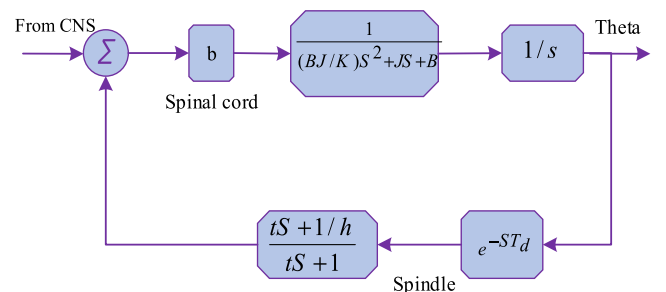 From CNS
Σ
b
Spinal cord
1
(BJ/K)S²+JS+B
1/s
Theta
tS+1/h
tS+1
Spindle
e^{-ST_d}